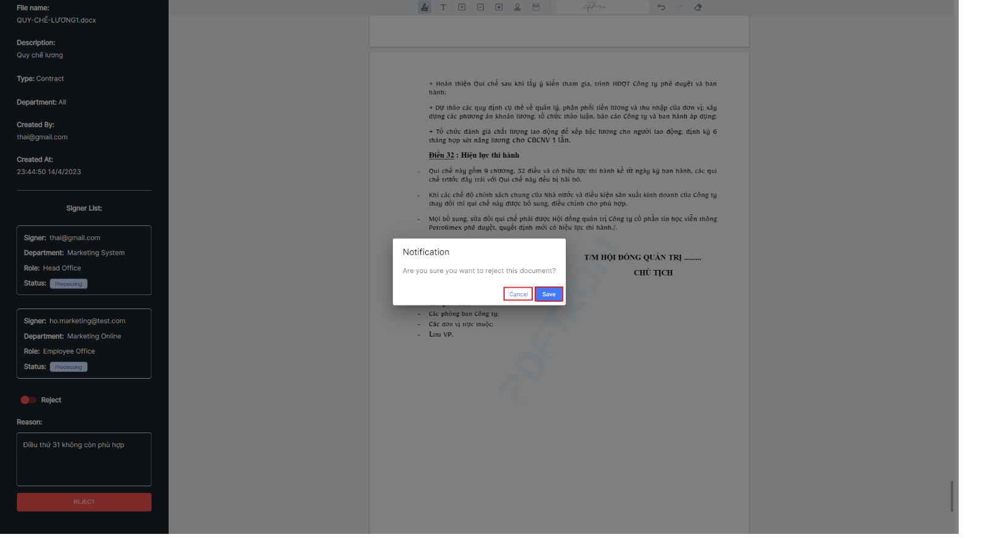 File name:
QUY-CHẾ-LƯƠNG1.docx
Description:
Quy chế lương
Type: Contract
Department: All
Created By:
thai@gmail.com
Created At:
23:44:50 14/4/2023
Signer List:
Signer: thai@gmail.com
Department: Marketing System
Role: Head Office
Status: Processing
Signer: ho.marketing@test.com
Department: Marketing Online
Role: Employee Office
Status: Processing
Reject
Reason:
Điều thứ 31 không còn phù hợp
REJECT
T
+ Hoàn thiện Qui chế sau khi lấy ý kiến tham gia, trình HĐQT Công ty phê duyệt và ban
hành;
+ Dự thảo các quy định cụ thể về quản lý, phân phối tiền lương và thu nhập của đơn vị; xây
dựng các phương án khoán lương, tổ chức thảo luận, báo cáo Công ty và ban hành áp dụng;
+ Tổ chức đánh giá chất lượng lao động để xếp bậc lương cho người lao động, định kỳ 6
tháng họp xét nâng lương cho CBCNV 1 lần.
Điều 32 : Hiệu lực thi hành
- Qui chế này gồm 9 chương, 32 điều và có hiệu lực thi hành kể từ ngày ký ban hành, các qui
chế trước đây trái với Qui chế này đều bị bãi bỏ.
- Khi các chế độ chính sách chung của Nhà nước và điều kiện sản xuất kinh doanh của Công ty
thay đổi thì qui chế này được bổ sung, điều chỉnh cho phù hợp.
- Mọi bổ sung, sửa đổi qui chế phải được Hội đồng quản trị Công ty cổ phần tin học viễn thông
Petrolimex phê duyệt, quyết định mới có hiệu lực thi hành./.
T/M HỘI ĐỒNG QUẢN TRỊ .........
CHỦ TỊCH
Notification
Are you sure you want to reject this document?
Cancel
Save
- Các phòng ban Công ty;
- Các đơn vị trực thuộc;
- Lưu VP.
PDFTRON